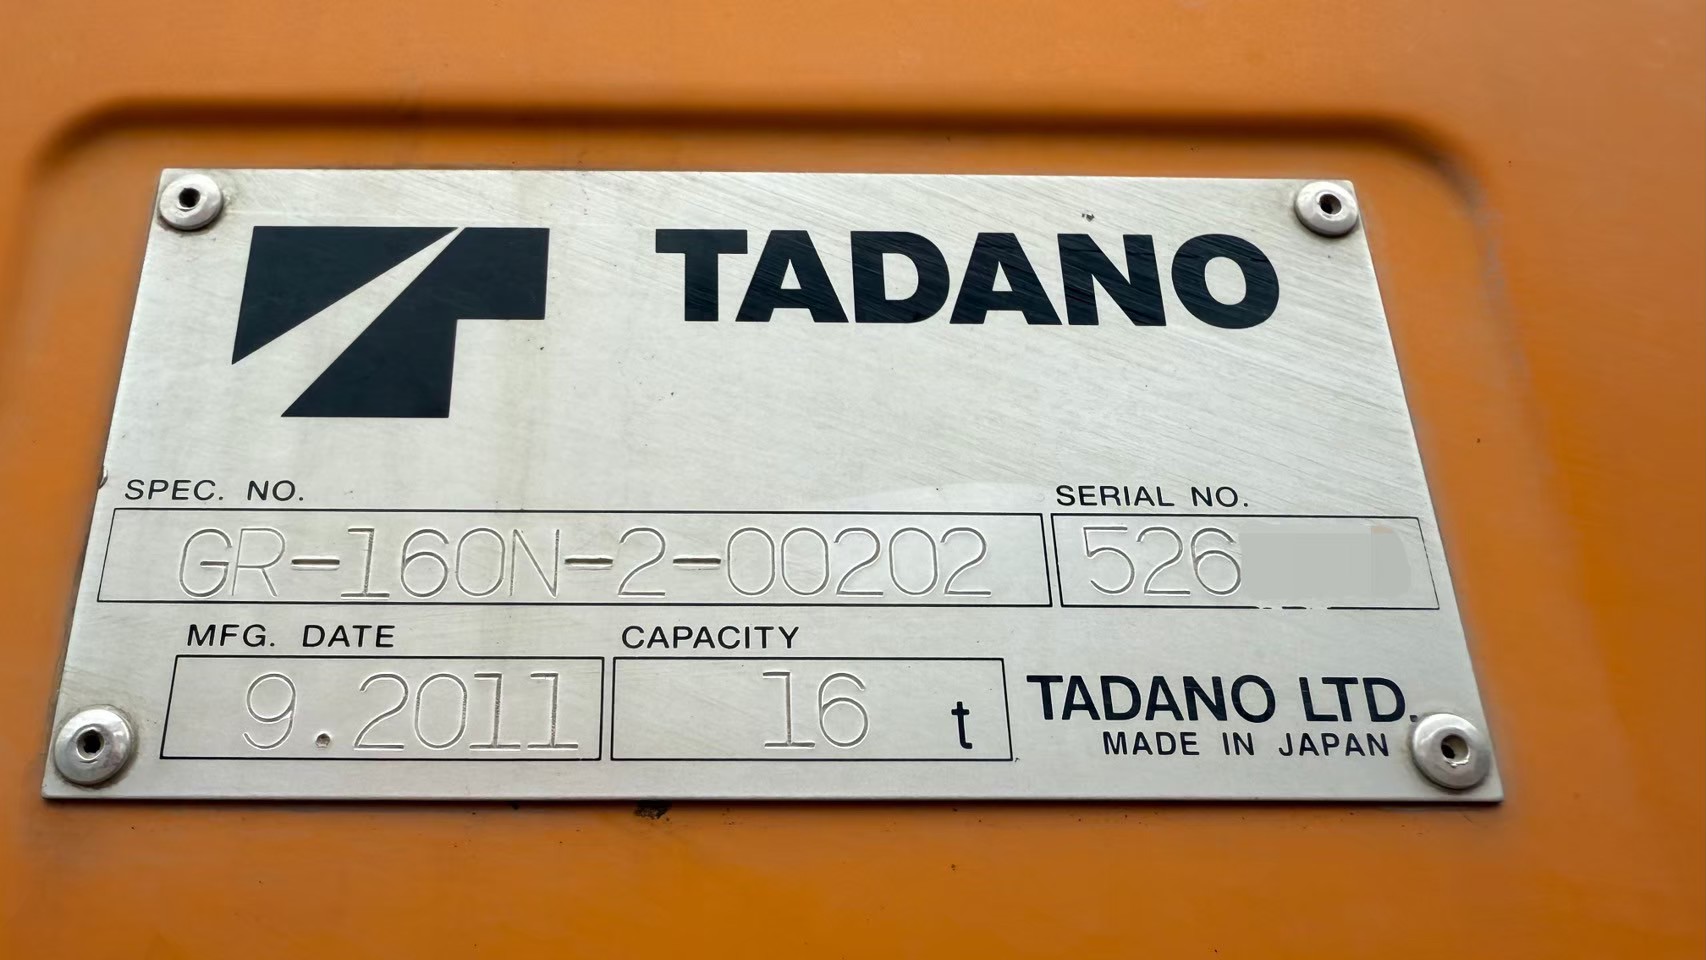 TADANO
SPEC. NO. SERIAL NO.
GR-160N-2-00202 526
MFG. DATE CAPACITY
9.2011 16 t
TADANO LTD.
MADE IN JAPAN